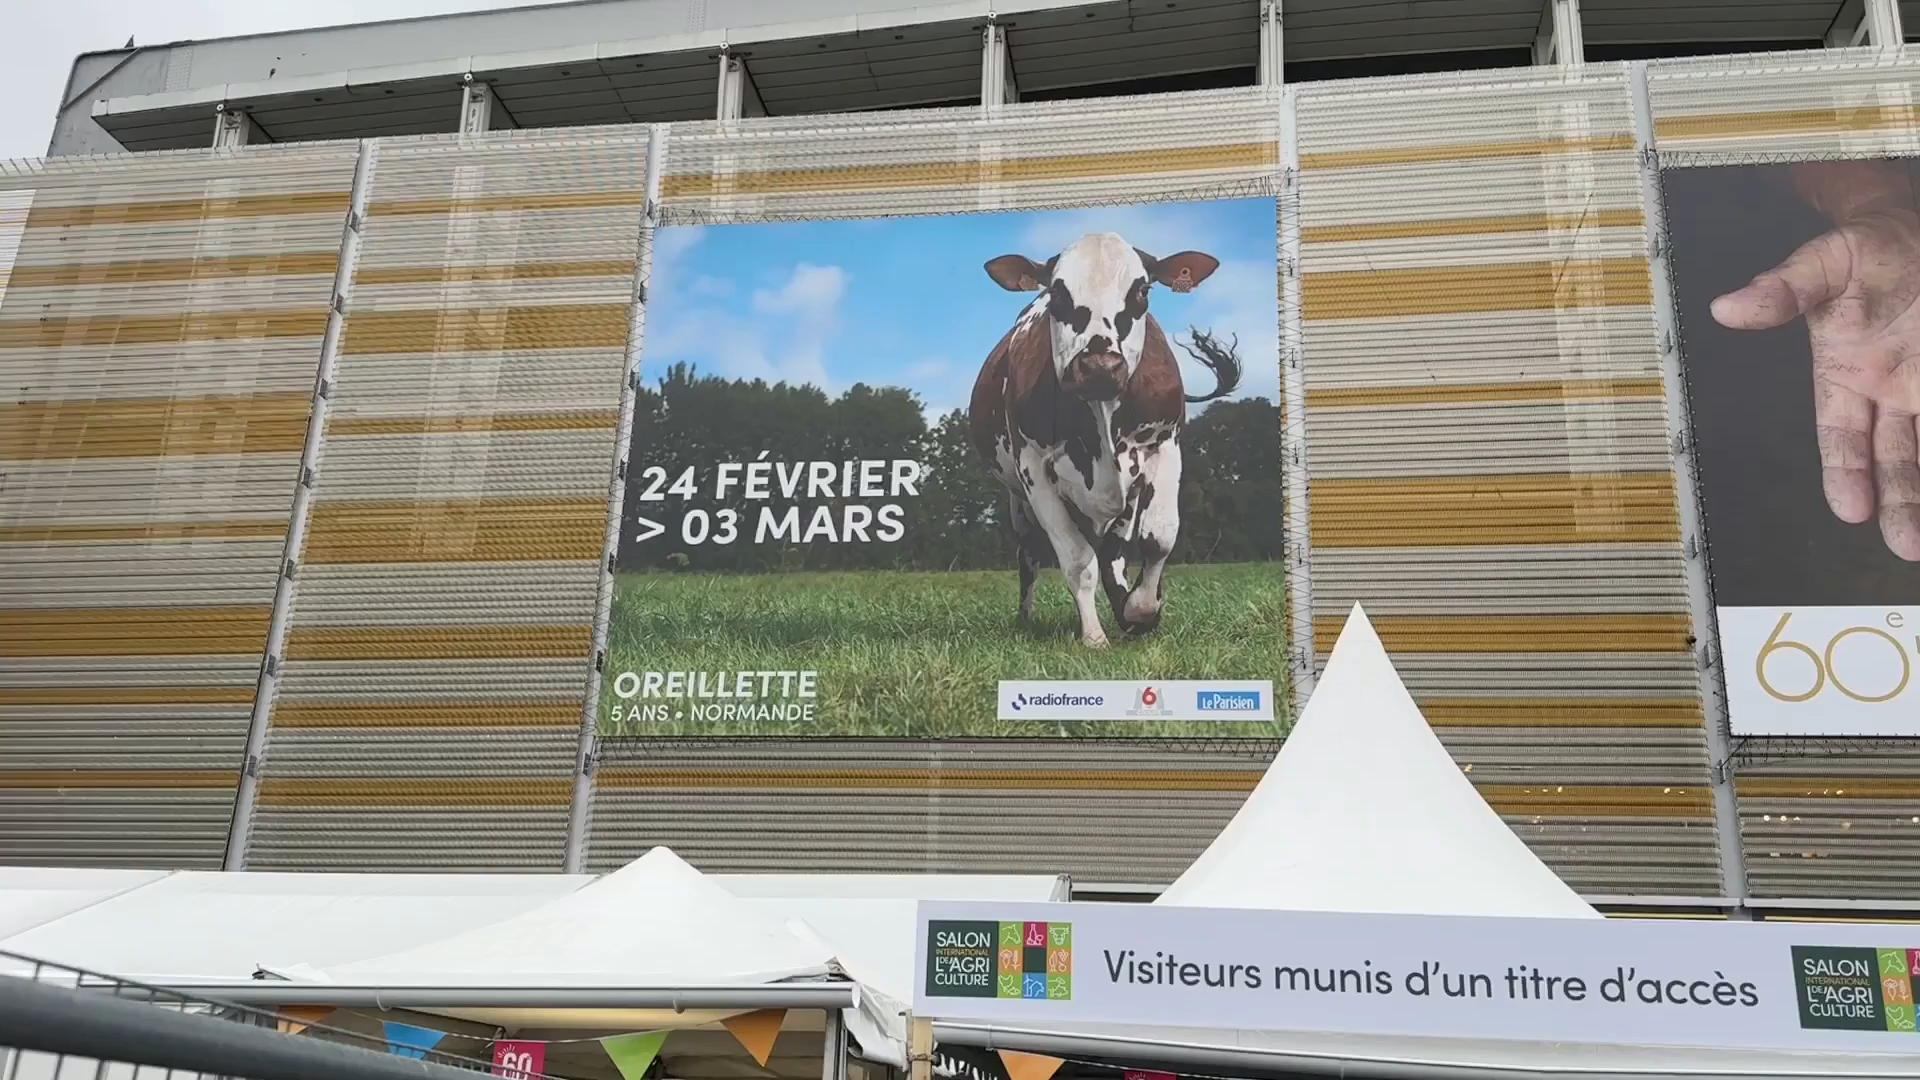 24 FÉVRIER
> 03 MARS
OREILLETTE
5 ANS • NORMANDE
radiofrance
6
Le Parisien
60e
SALON
INTERNATIONAL
DE
L'AGRI
CULTURE
Visiteurs munis d'un titre d'accès
SALON
INTERNATIONAL
DE
L'AGRI
CULTURE
60